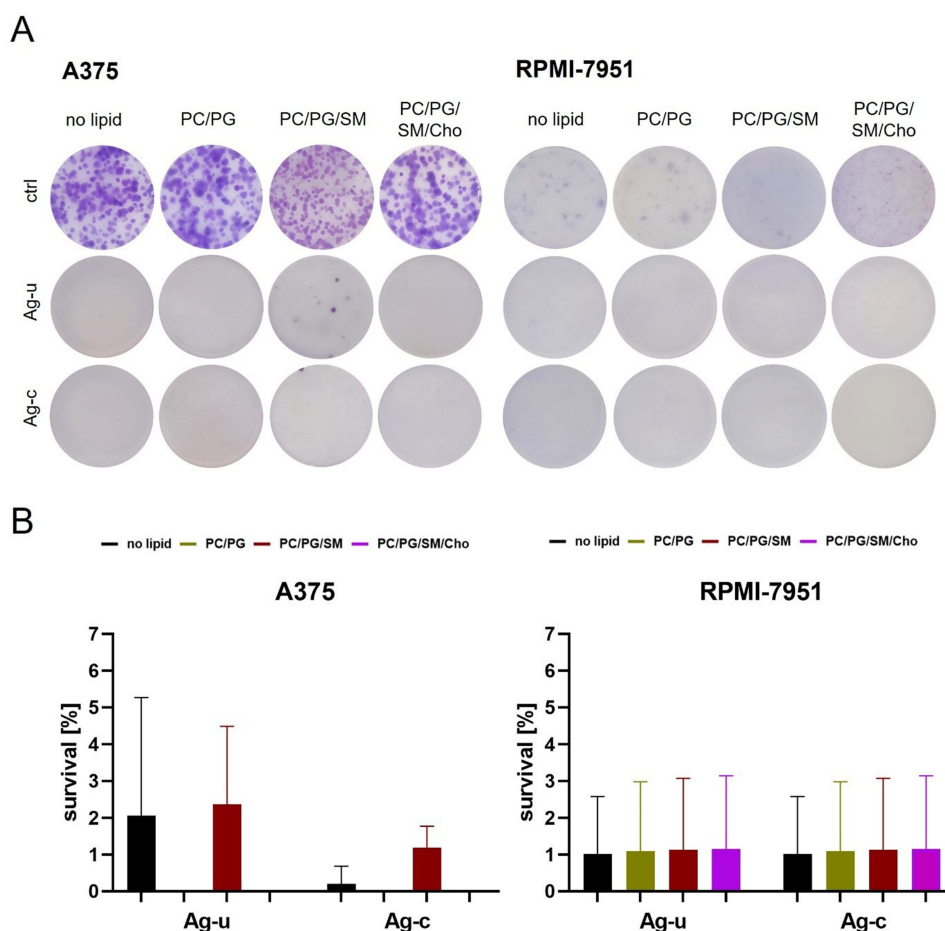 A
A375
RPMI-7951
no lipid PC/PG PC/PG/SM PC/PG/
SM/Cho
no lipid PC/PG PC/PG/SM PC/PG/
SM/Cho
ctrl
Ag-u
Ag-c
B
no lipid PC/PG PC/PG/SM PC/PG/SM/Cho
no lipid PC/PG PC/PG/SM PC/PG/SM/Cho
A375
survival [%]
7
6
5
4
3
2
1
0
Ag-u Ag-c
RPMI-7951
survival [%]
7
6
5
4
3
2
1
0
Ag-u Ag-c